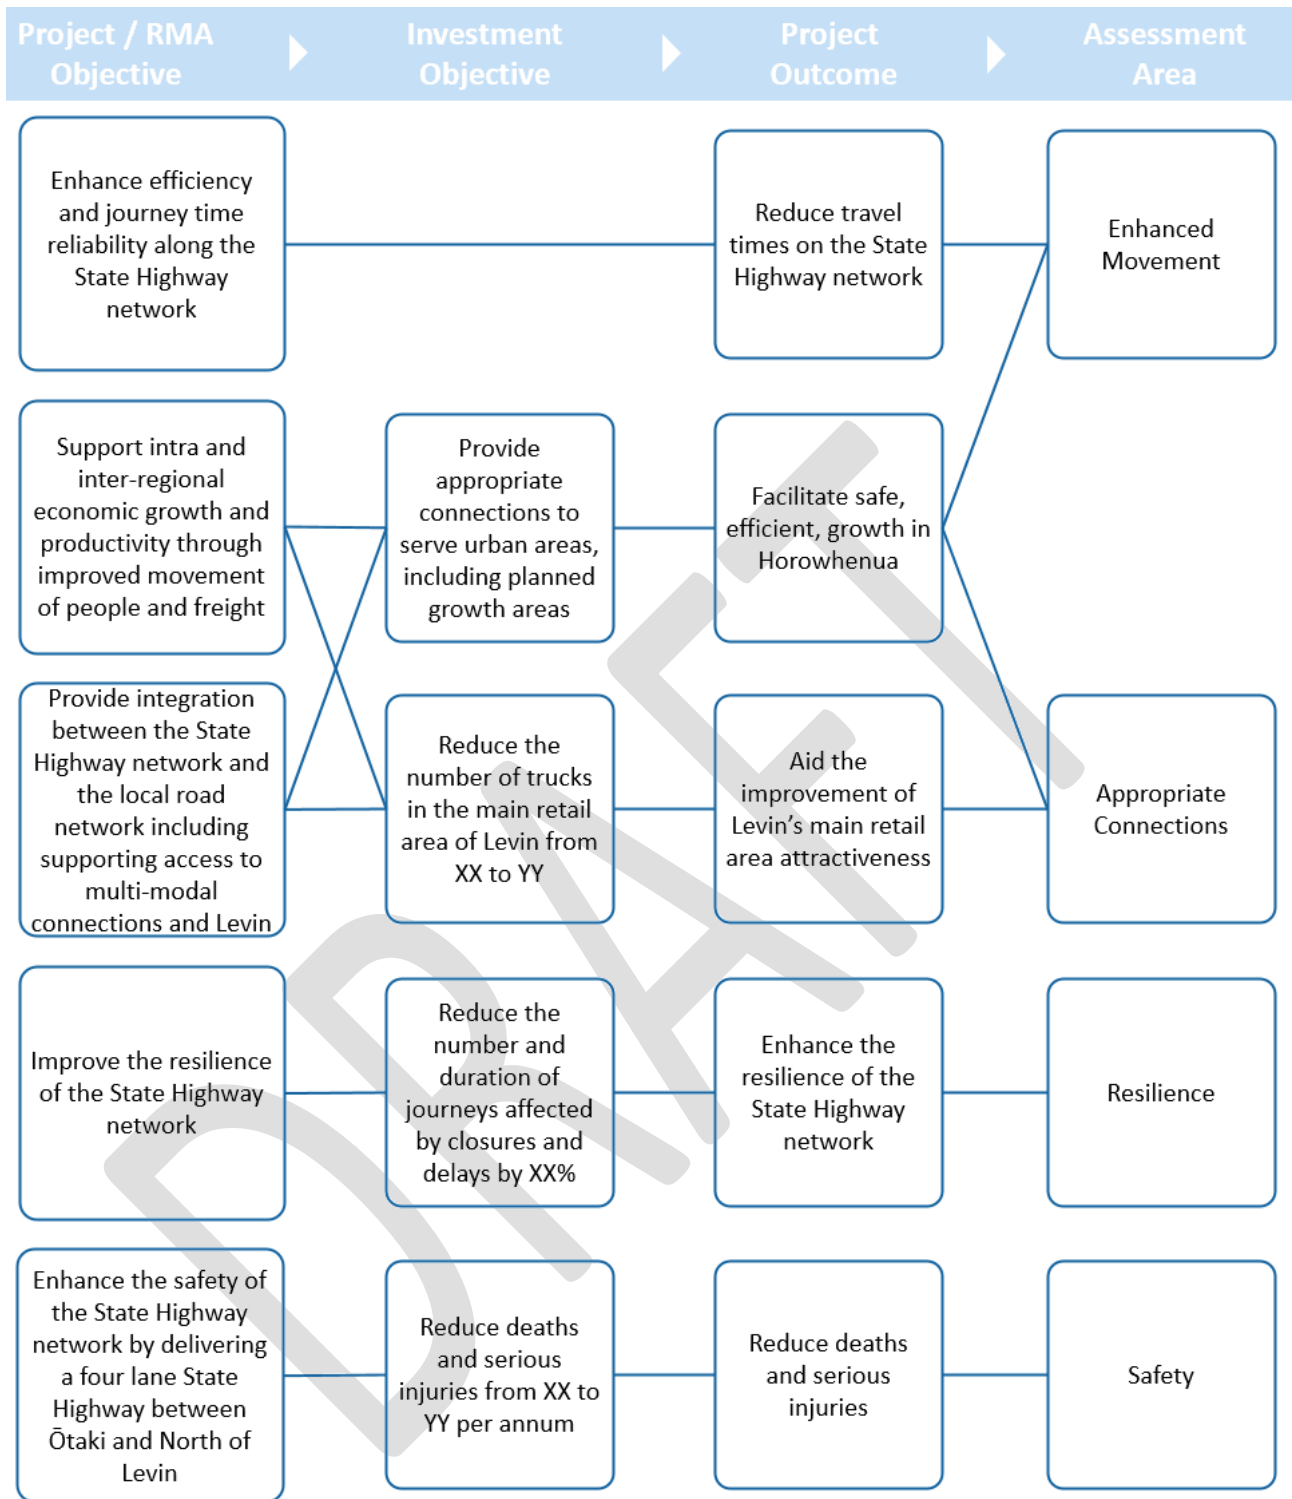 Project / RMA
Objective
Investment
Objective
Project
Outcome
Assessment
Area
Enhance efficiency
and journey time
reliability along the
State Highway
network
Reduce travel
times on the State
Highway network
Enhanced
Movement
Support intra and
inter-regional
economic growth and
productivity through
improved movement
of people and freight
Provide
appropriate
connections to
serve urban areas,
including planned
growth areas
Facilitate safe,
efficient, growth in
Horowhenua
Provide integration
between the State
Highway network and
the local road
network including
supporting access to
multi-modal
connections and Levin
Reduce the
number of trucks
in the main retail
area of Levin from
XX to YY
Aid the
improvement of
Levin’s main retail
area attractiveness
Appropriate
Connections
Improve the resilience
of the State Highway
network
Reduce the
number and
duration of
journeys affected
by closures and
delays by XX%
Enhance the
resilience of the
State Highway
network
Resilience
Enhance the safety of
the State Highway
network by delivering
a four lane State
Highway between
Ōtaki and North of
Levin
Reduce deaths
and serious
injuries from XX to
YY per annum
Reduce deaths
and serious
injuries
Safety
DRAFT